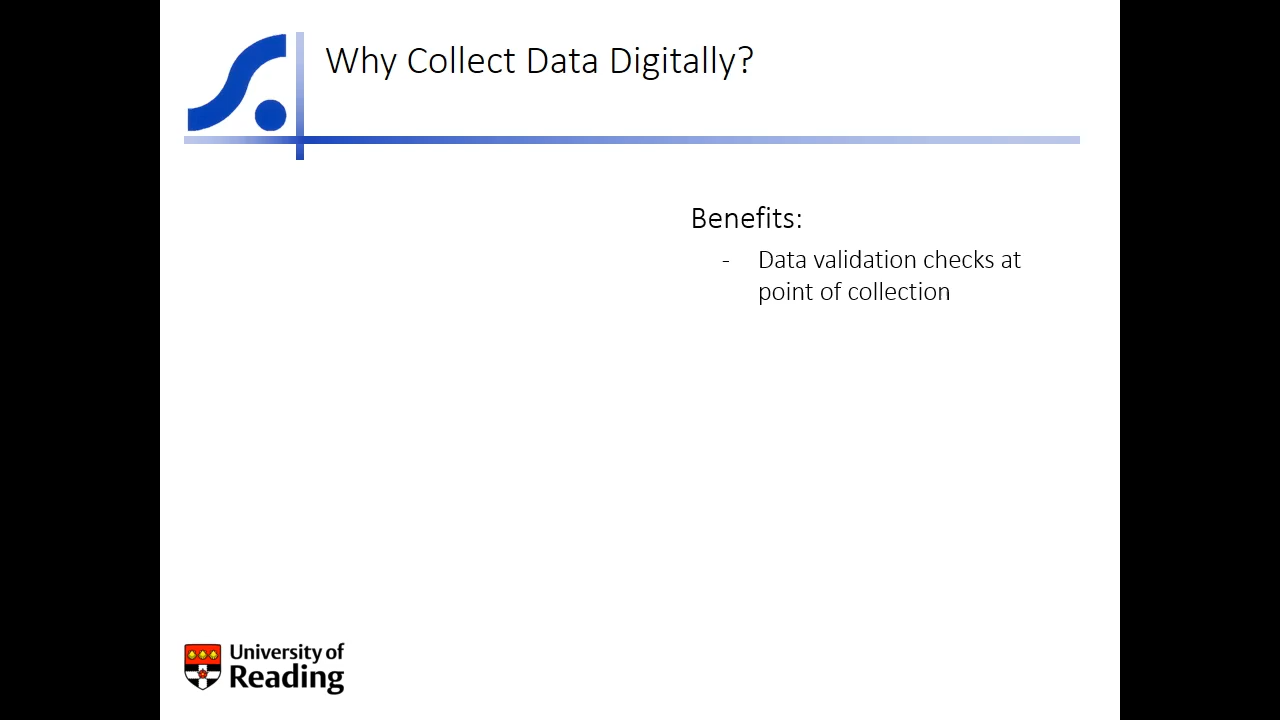 Why Collect Data Digitally?
Benefits:
- Data validation checks at
point of collection
University of
Reading